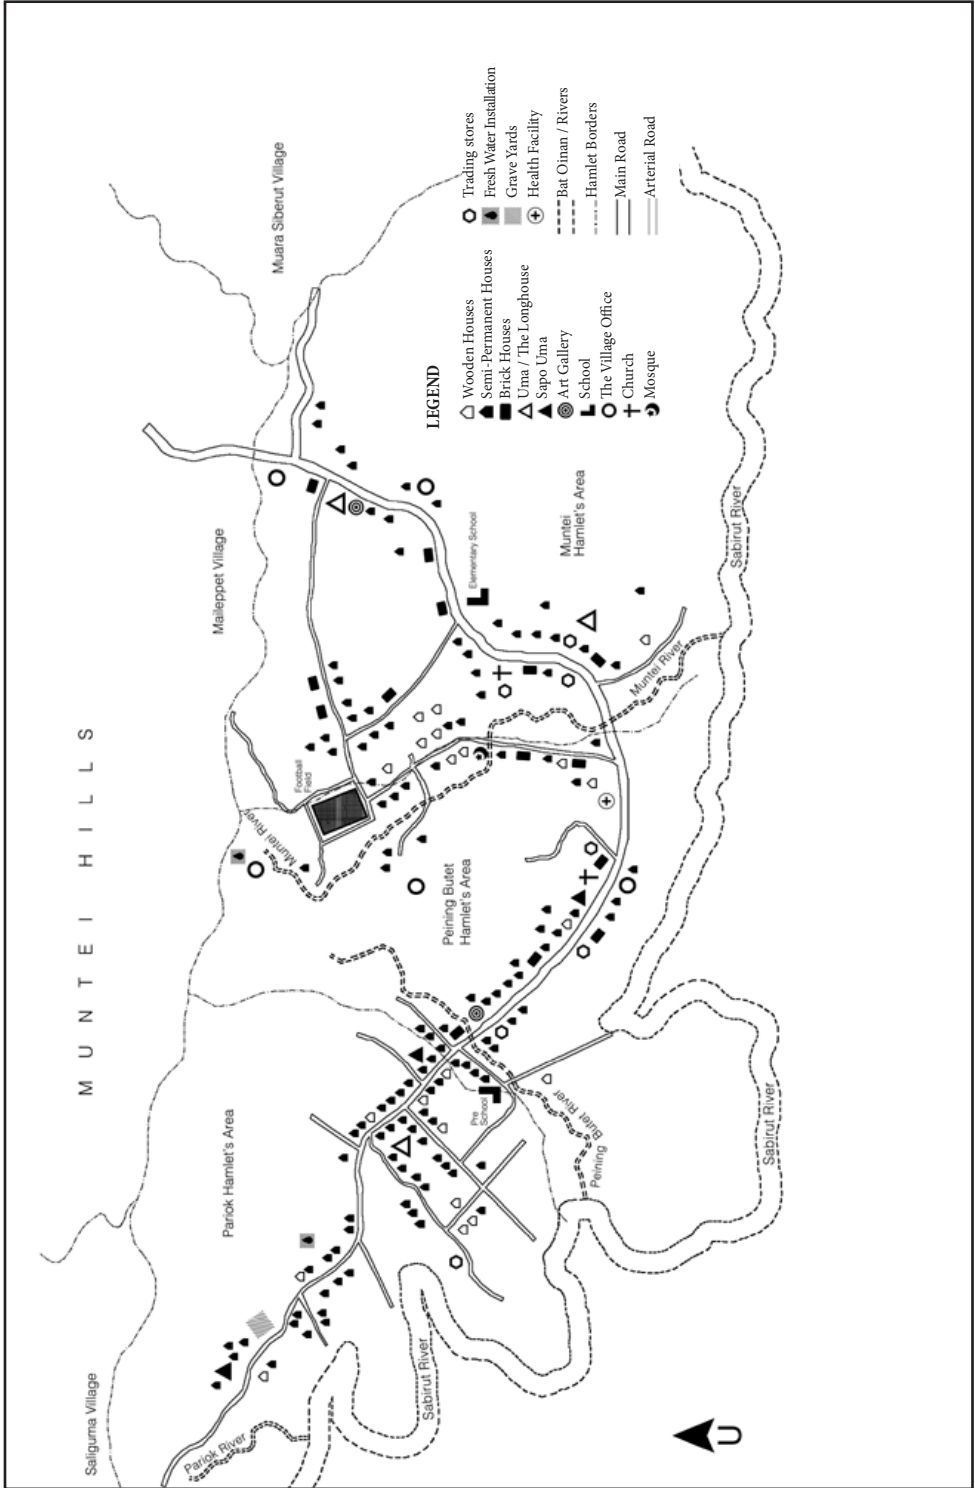 MUNTEI HILLS
Saliguma Village
Maileppet Village
Muara Siberut Village
Pariok Hamlet's Area
Muntei River
Football
Field
Peining Butet
Hamlet's Area
Elementary School
Muntei
Hamlet's Area
Muntei River
Pre
School
Peining Butet River
Pariok River
Sabirut River
Sabirut River
Sabirut River
U
LEGEND
Wooden Houses
Semi-Permanent Houses
Brick Houses
Uma / The Longhouse
Sapo Uma
Art Gallery
School
The Village Office
Church
Mosque
Trading stores
Fresh Water Installation
Grave Yards
Health Facility
Bat Oinan / Rivers
Hamlet Borders
Main Road
Arterial Road